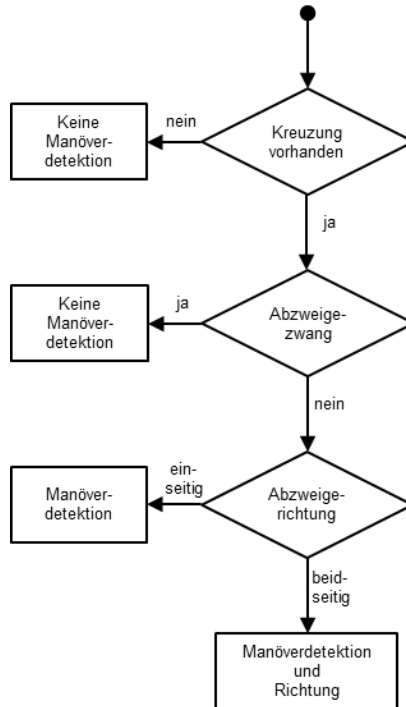 Kreuzung
vorhanden
nein
Keine
Manöver-
detektion
ja
Abzweige-
zwang
ja
Keine
Manöver-
detektion
nein
Abzweige-
richtung
ein-
seitig
Manöver-
detektion
beid-
seitig
Manöverdetektion
und
Richtung